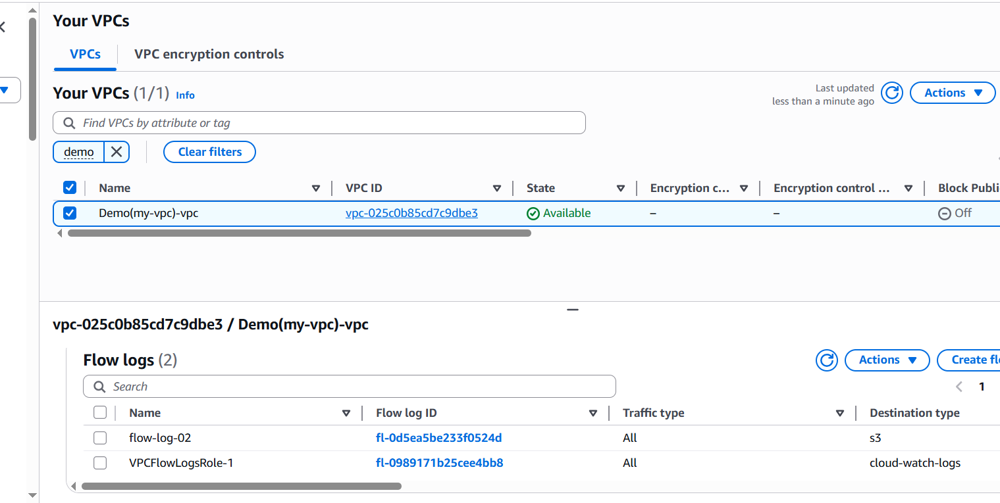 Your VPCs
VPCs VPC encryption controls
Your VPCs (1/1) Info
Last updated
less than a minute ago
Actions
Find VPCs by attribute or tag
demo Clear filters
Name VPC ID State Encryption c... Encryption control ... Block Publi
Demo(my-vpc)-vpc vpc-025c0b85cd7c9dbe3 Available – – Off
vpc-025c0b85cd7c9dbe3 / Demo(my-vpc)-vpc
Flow logs (2) Actions Create fl
Search
1
Name Flow log ID Traffic type Destination type
flow-log-02 fl-0d5ea5be233f0524d All s3
VPCFlowLogsRole-1 fl-0989171b25cee4bb8 All cloud-watch-logs